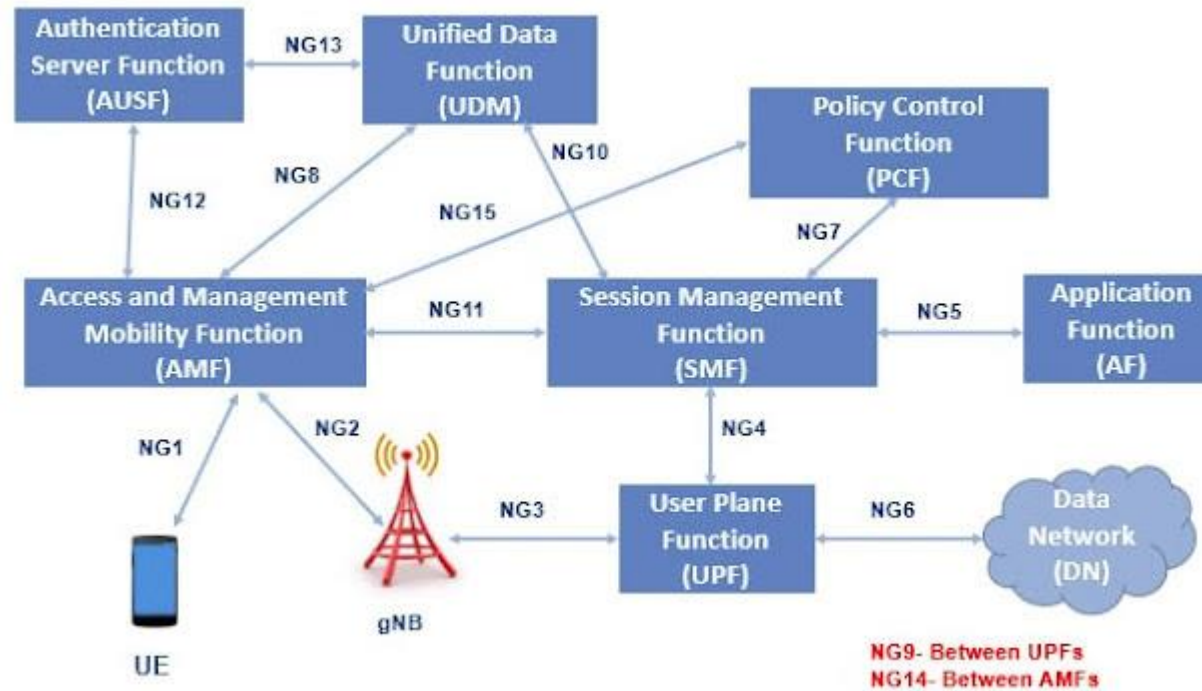 Authentication
Server Function
(AUSF)
NG13
Unified Data
Function
(UDM)
Policy Control
Function
(PCF)
NG10
NG8
NG12
NG15
NG7
Access and Management
Mobility Function
(AMF)
NG11
Session Management
Function
(SMF)
NG5
Application
Function
(AF)
NG1
NG2
NG4
NG3
User Plane
Function
(UPF)
NG6
Data
Network
(DN)
gNB
UE
NG9- Between UPFs
NG14- Between AMFs